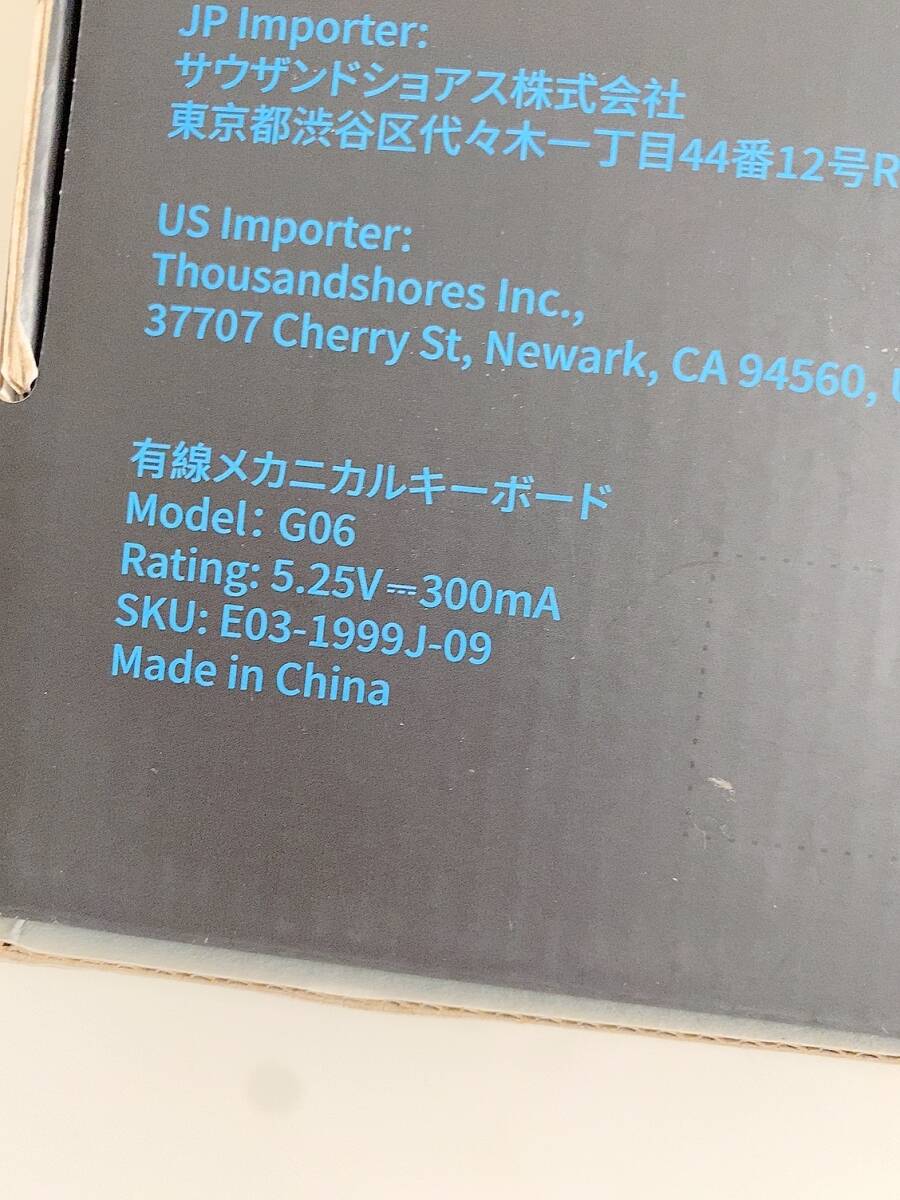 JP Importer:
サウザンドショアス株式会社
東京都渋谷区代々木一丁目44番12号R
US Importer:
Thousandshores Inc.,
37707 Cherry St, Newark, CA 94560,
有線メカニカルキーボード
Model: G06
Rating: 5.25V⎓300mA
SKU: E03-1999J-09
Made in China